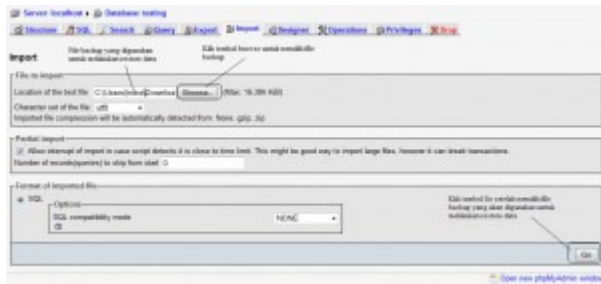 Server: localhost ▸ Database: testing
Structure SQL Search Query Export Import Designer Operations Privileges Drop
Import
File backup yang digunakan
untuk melakukan restore data
Klik tombol browse untuk memilih file
backup
File to import
Location of the text file C:\Users\ Browse... (Max: 16,384 KiB)
Character set of the file: utf8
Imported file compression will be automatically detected from: None, gzip, zip
Partial import
Allow interrupt of import in case script detects it is close to time limit. This might be good way to import large files, however it can break transactions.
Number of records(queries) to skip from start 0
Format of imported file
SQL
Options
SQL compatibility mode NONE
Klik tombol Go setelah memilih file
backup yang akan digunakan untuk
melakukan restore data
Go
Open new phpMyAdmin window